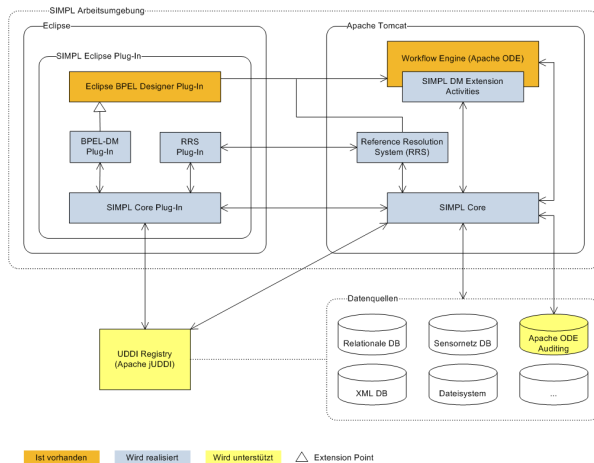 SIMPL Arbeitsumgebung
Eclipse
Apache Tomcat
SIMPL Eclipse Plug-In
Workflow Engine (Apache ODE)
Eclipse BPEL Designer Plug-In
SIMPL DM Extension
Activities
BPEL-DM
Plug-In
RRS
Plug-In
Reference Resolution
System (RRS)
SIMPL Core Plug-In
SIMPL Core
Datenquellen
UDDI Registry
(Apache jUDDI)
Relationale DB
Sensornetz DB
Apache ODE
Auditing
XML DB
Dateisystem
...
Ist vorhanden
Wird realisiert
Wird unterstützt
Extension Point